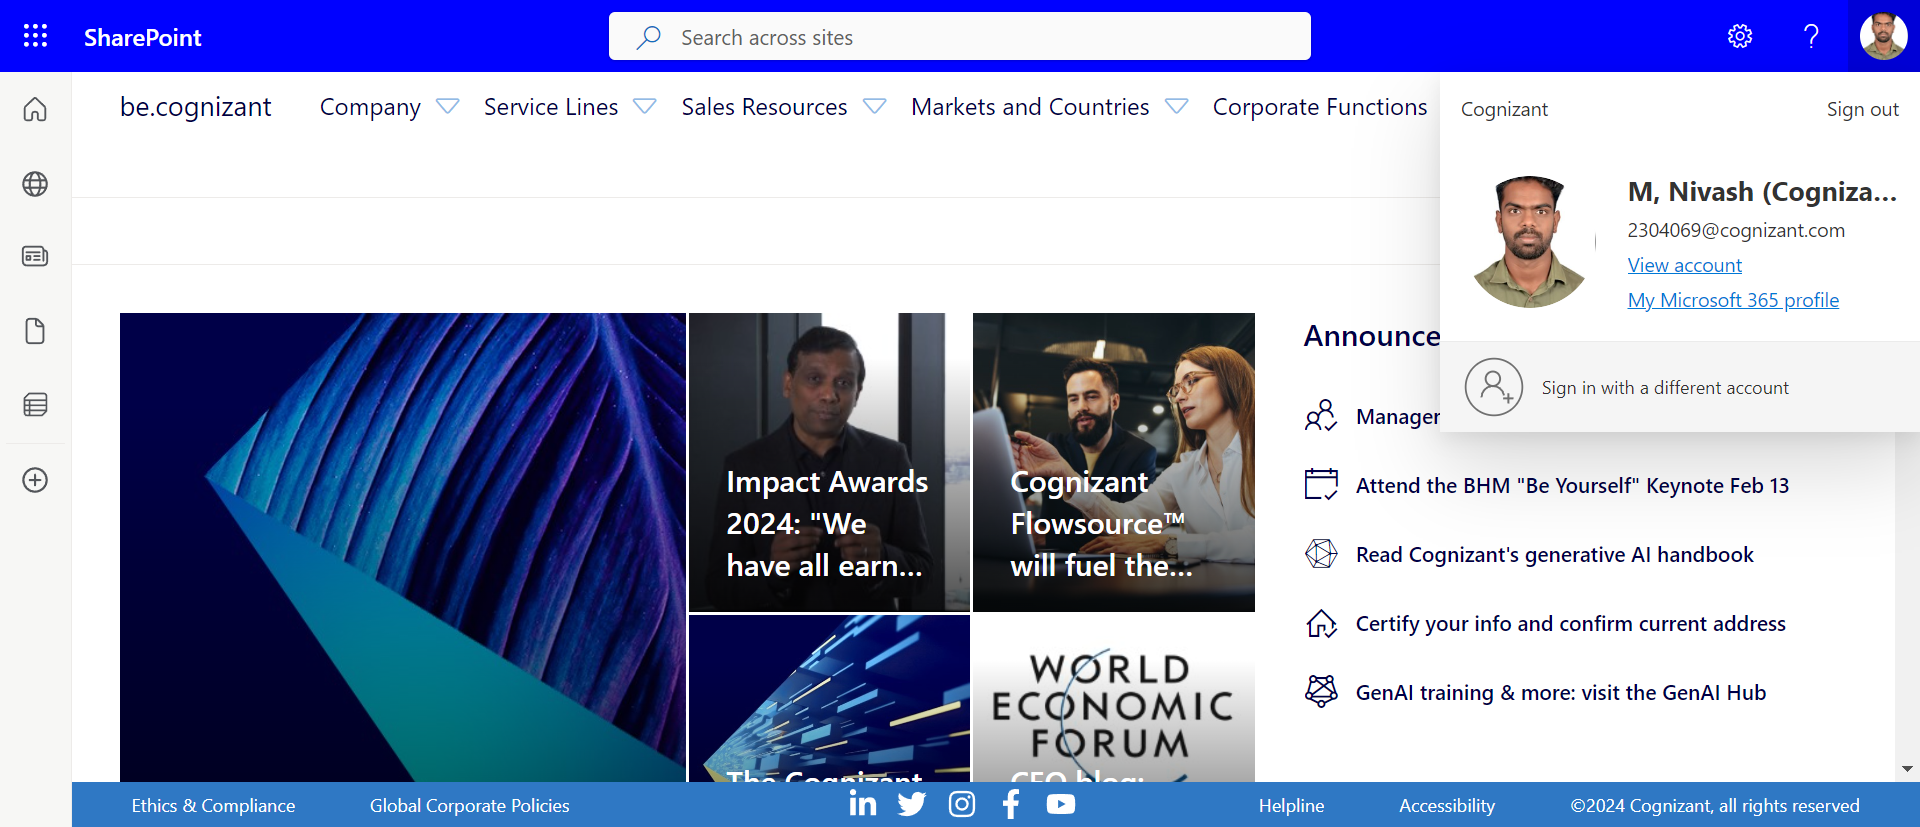 SharePoint
Search across sites
be.cognizant
Company
Service Lines
Sales Resources
Markets and Countries
Corporate Functions
Cognizant
Sign out
M, Nivash (Cogniza...
2304069@cognizant.com
View account
My Microsoft 365 profile
Sign in with a different account
Impact Awards
2024: "We
have all earn...
Cognizant
Flowsource™
will fuel the...
The Cognizant
WORLD
ECONOMIC
FORUM
CEO blog:
Announce
Manager
Attend the BHM "Be Yourself" Keynote Feb 13
Read Cognizant's generative AI handbook
Certify your info and confirm current address
GenAI training & more: visit the GenAI Hub
Ethics & Compliance
Global Corporate Policies
Helpline
Accessibility
©2024 Cognizant, all rights reserved